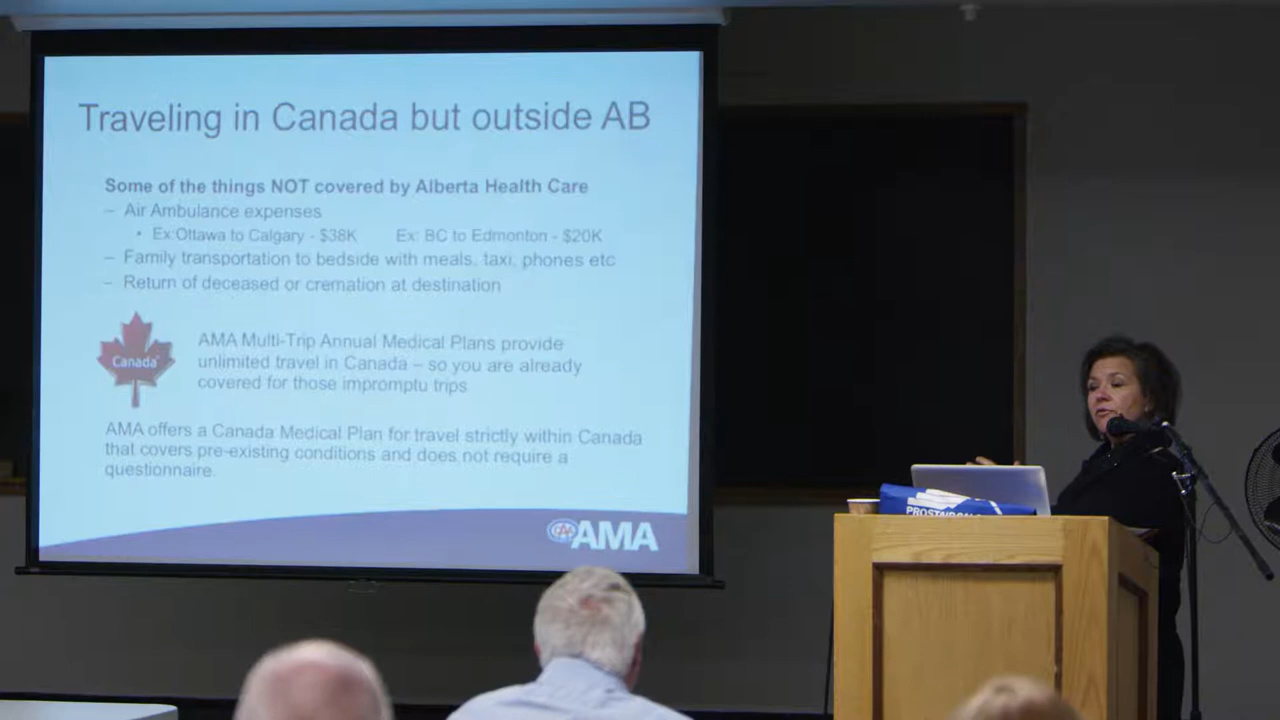 Traveling in Canada but outside AB
Some of the things NOT covered by Alberta Health Care
– Air Ambulance expenses
• Ex:Ottawa to Calgary - $38K Ex: BC to Edmonton - $20K
– Family transportation to bedside with meals, taxi, phones etc
– Return of deceased or cremation at destination
Canada
AMA Multi-Trip Annual Medical Plans provide
unlimited travel in Canada – so you are already
covered for those impromptu trips
AMA offers a Canada Medical Plan for travel strictly within Canada
that covers pre-existing conditions and does not require a
questionnaire.
CAA AMA